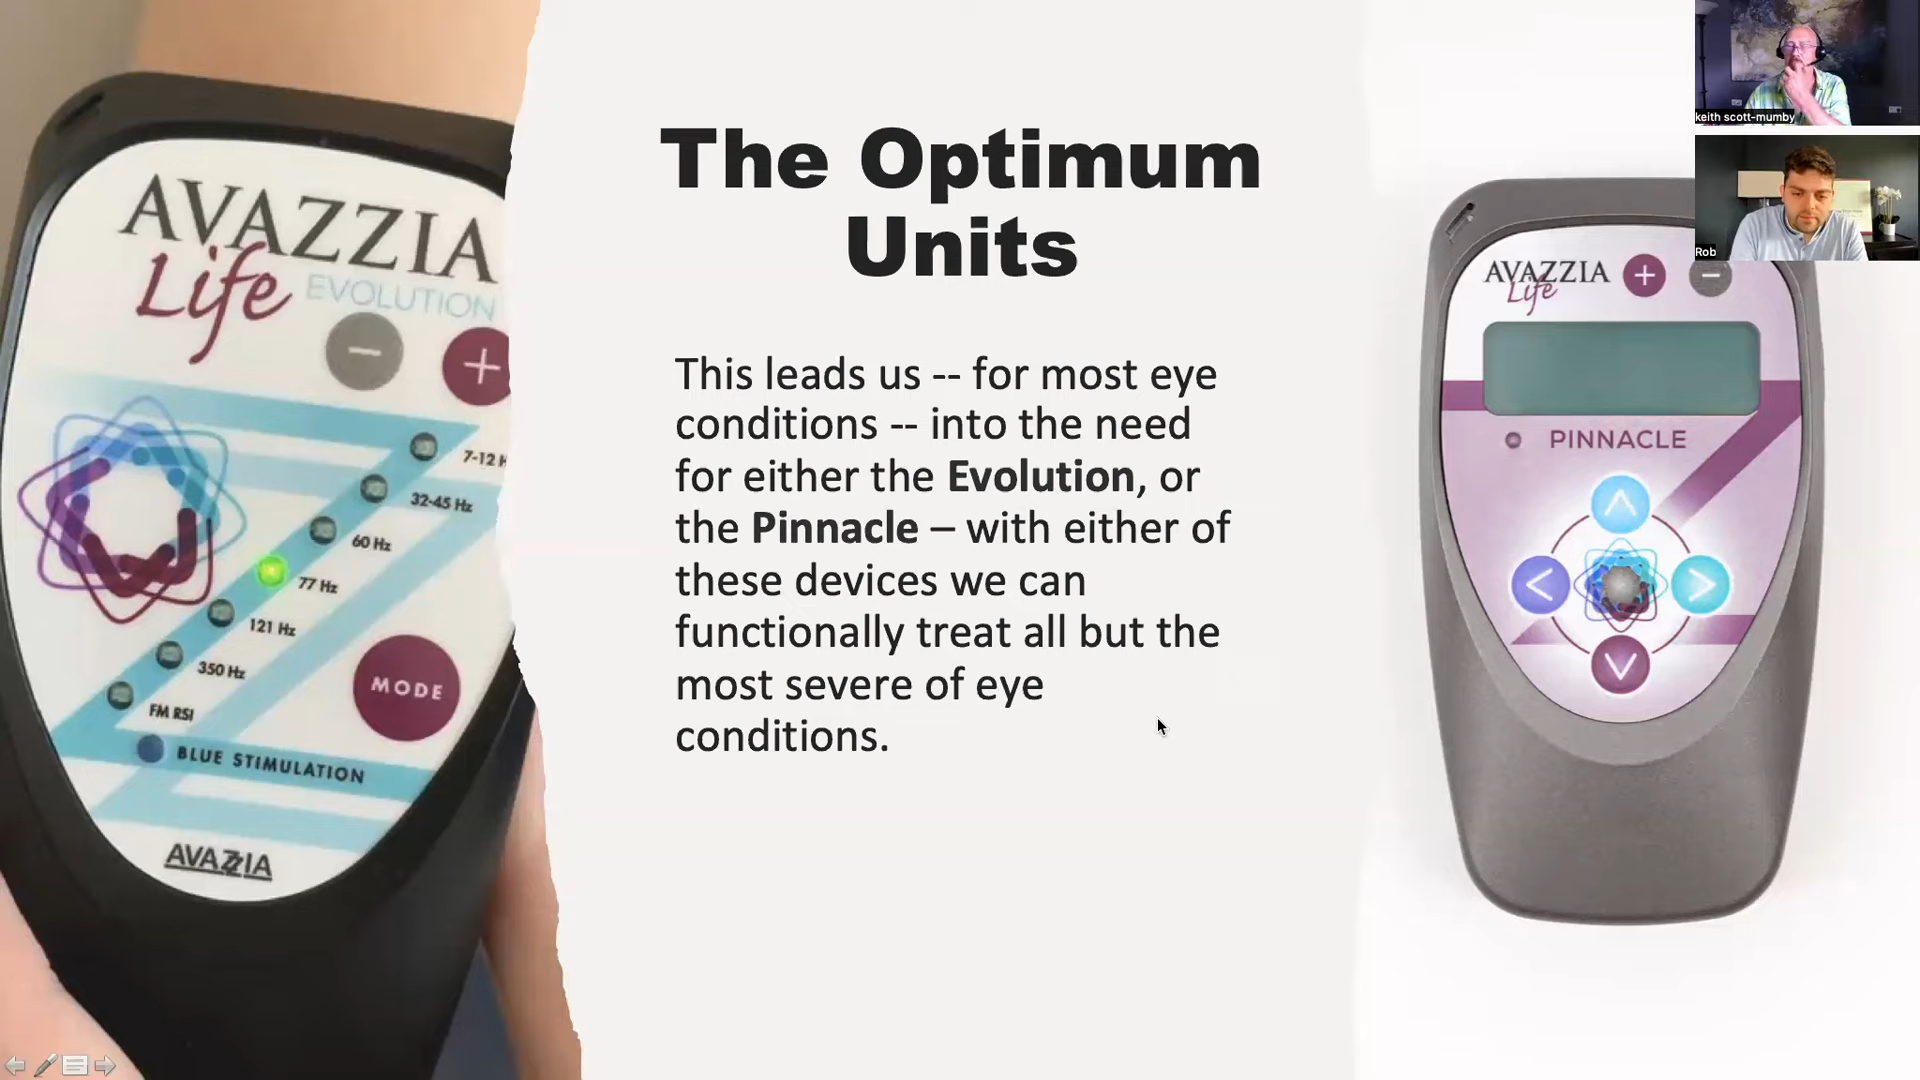 AVAZZIA
Life EVOLUTION
7-12 H
32-45 Hz
60 Hz
77 Hz
121 Hz
350 Hz
FM RSI
MODE
BLUE STIMULATION
AVAZZIA
The Optimum
Units
This leads us -- for most eye
conditions -- into the need
for either the Evolution, or
the Pinnacle – with either of
these devices we can
functionally treat all but the
most severe of eye
conditions.
keith scott-mumby
Rob
AVAZZIA
Life
PINNACLE